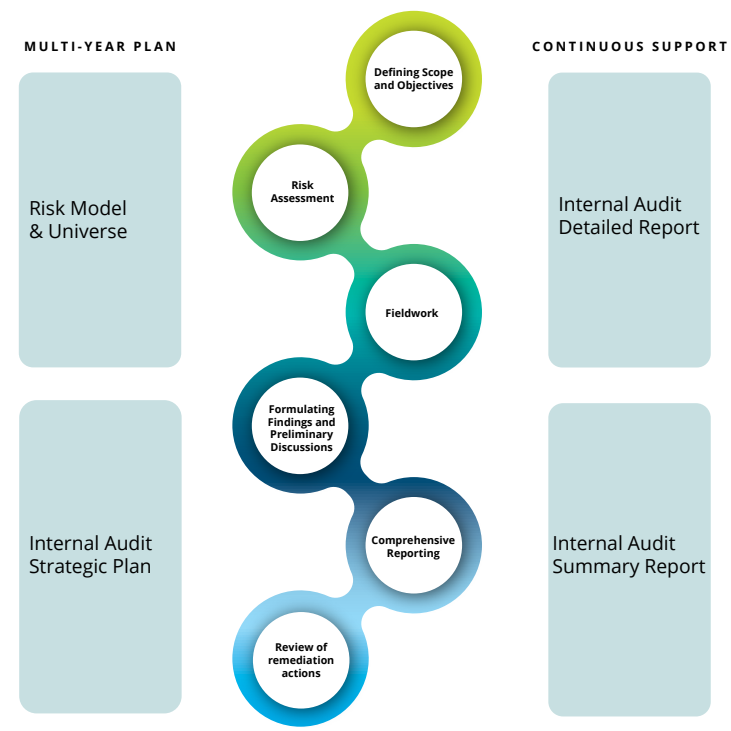 MULTI-YEAR PLAN
Risk Model
& Universe
Internal Audit
Strategic Plan
Defining Scope
and Objectives
Risk
Assessment
Fieldwork
Formulating
Findings and
Preliminary
Discussions
Comprehensive
Reporting
Review of
remediation
actions
CONTINUOUS SUPPORT
Internal Audit
Detailed Report
Internal Audit
Summary Report